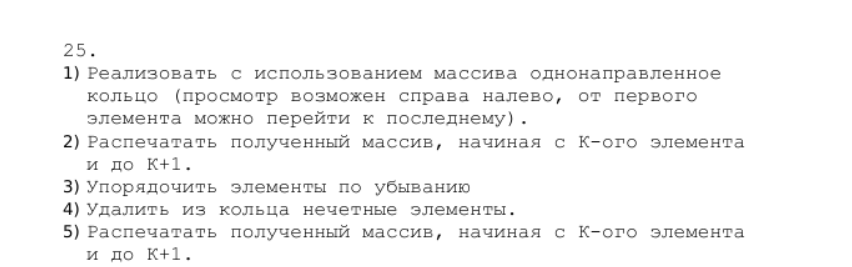 25.
1) Реализовать с использованием массива однонаправленное
кольцо (просмотр возможен справа налево, от первого
элемента можно перейти к последнему).
2) Распечатать полученный массив, начиная с К-ого элемента
и до К+1.
3) Упорядочить элементы по убыванию
4) Удалить из кольца нечетные элементы.
5) Распечатать полученный массив, начиная с К-ого элемента
и до К+1.